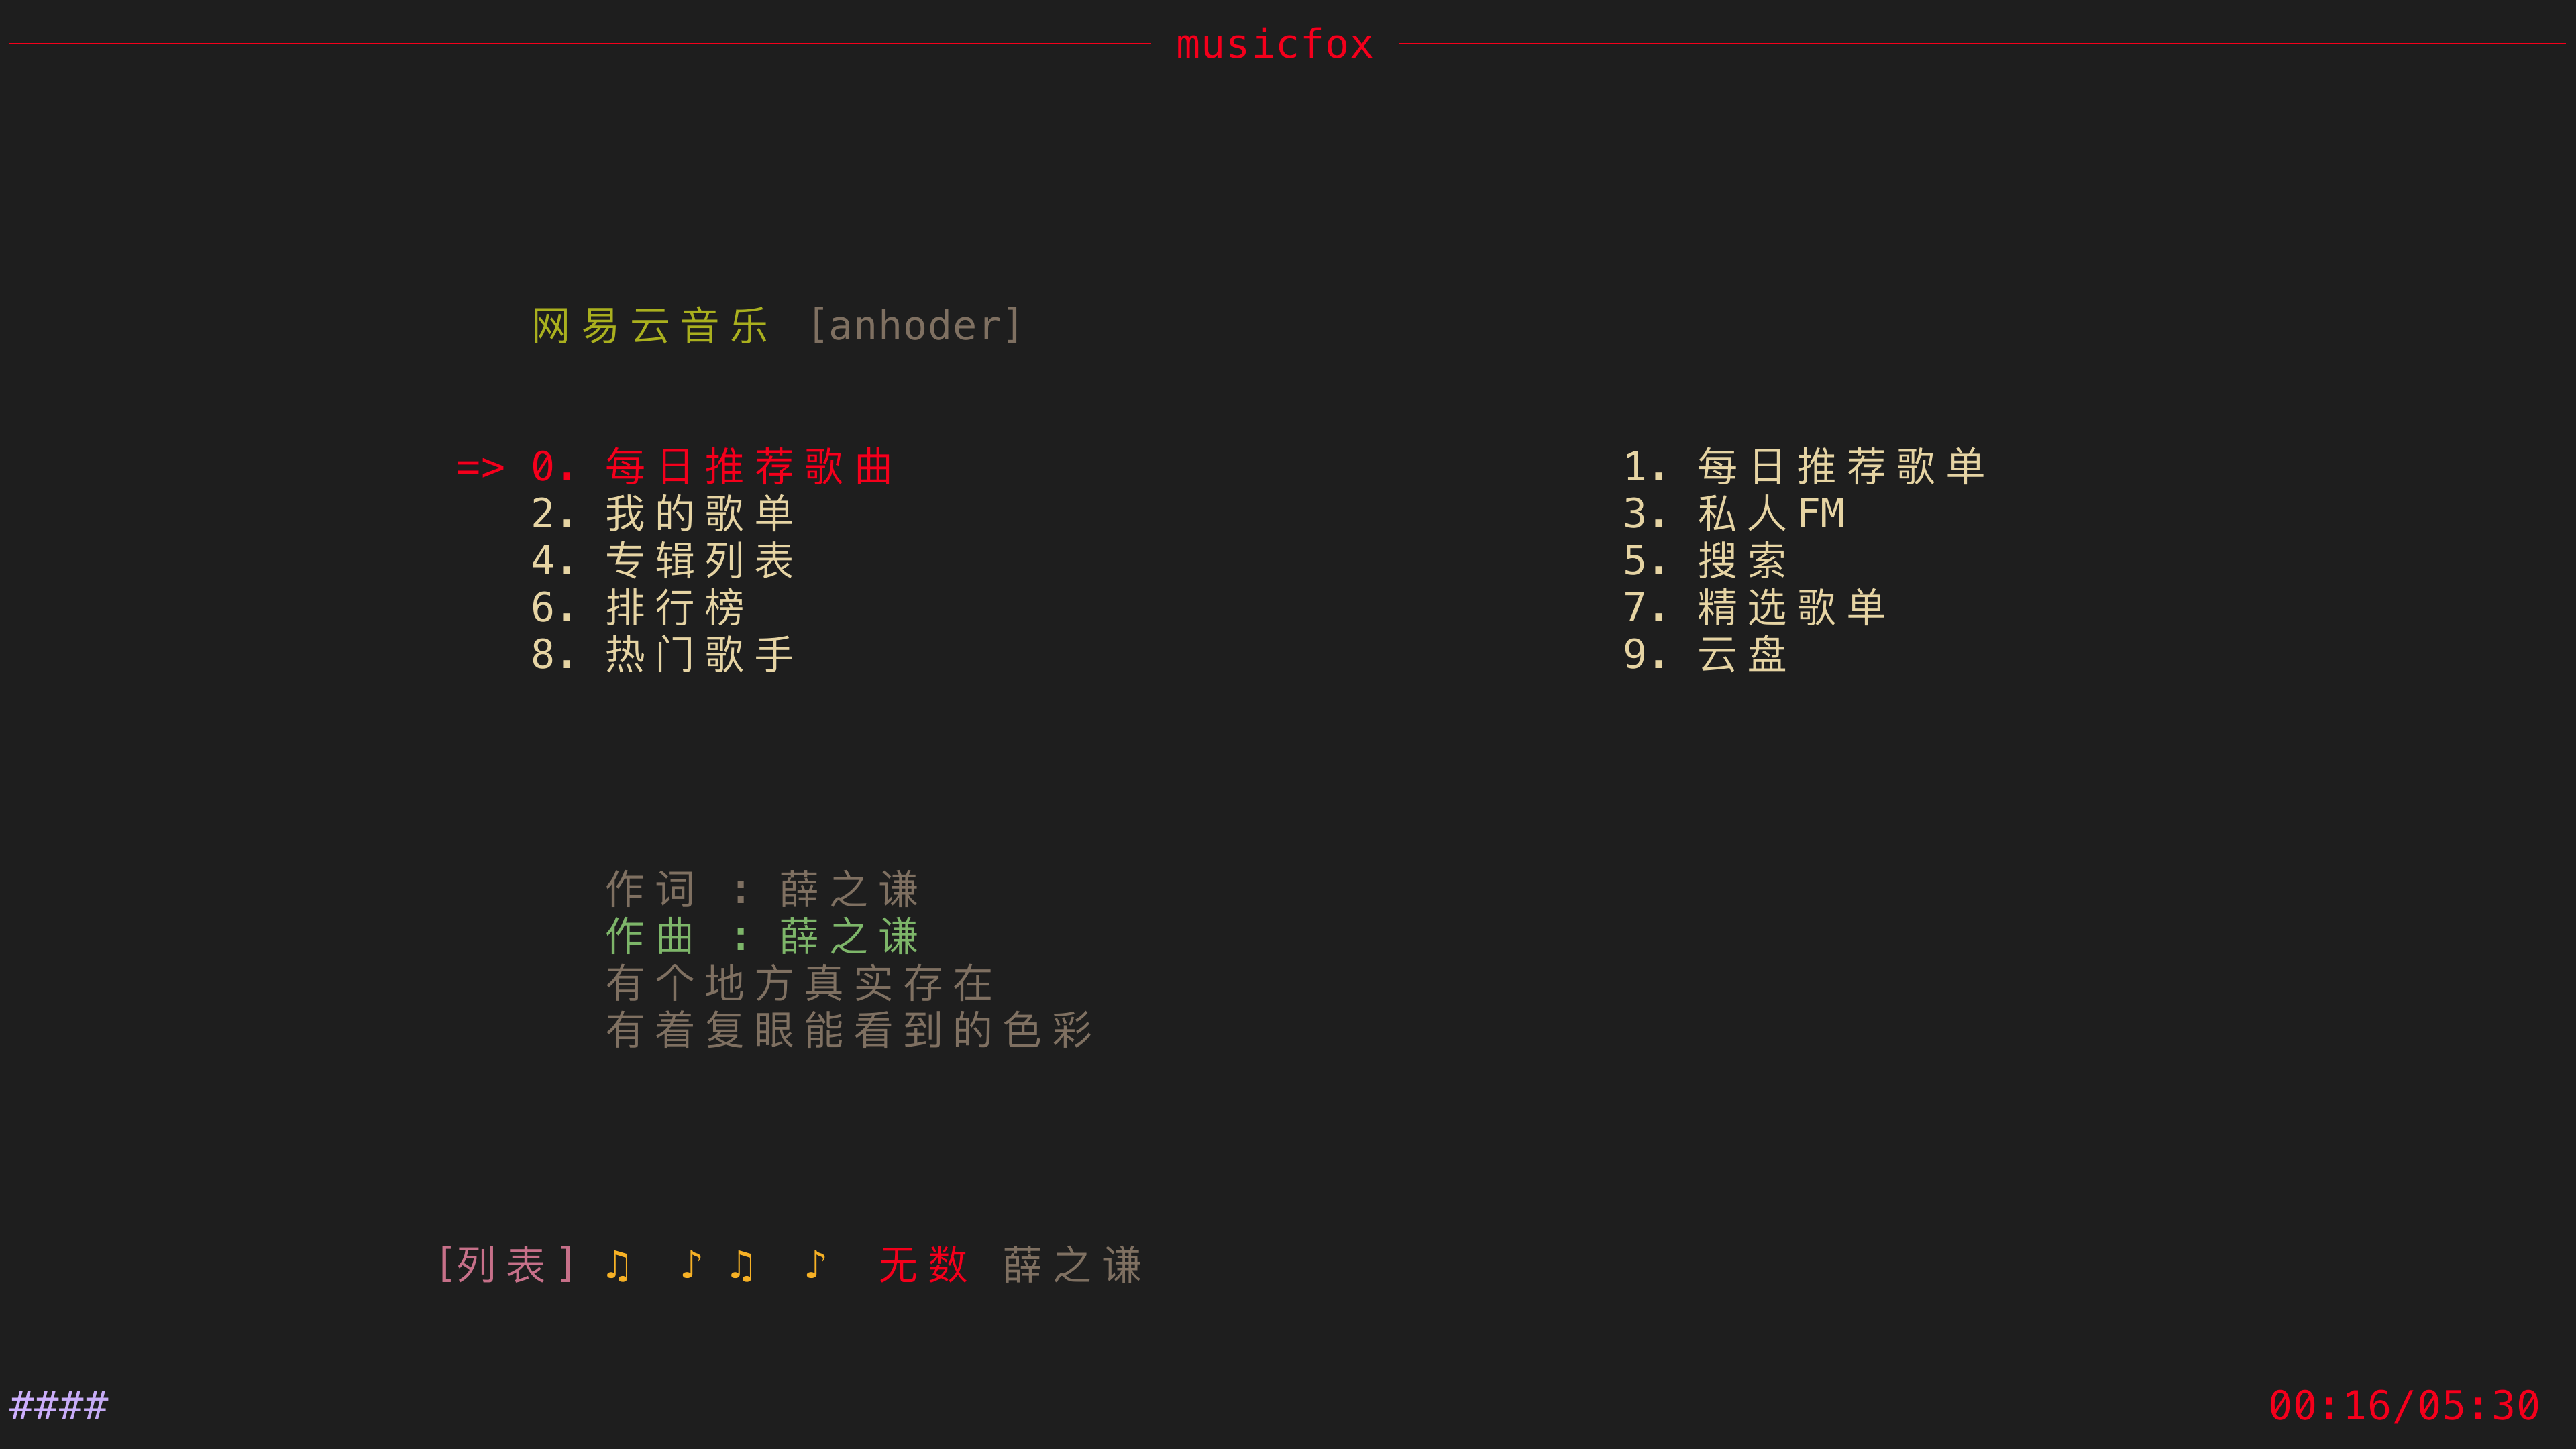 musicfox
网易云音乐 [anhoder]
=> 0. 每日推荐歌曲 1. 每日推荐歌单
2. 我的歌单 3. 私人FM
4. 专辑列表 5. 搜索
6. 排行榜 7. 精选歌单
8. 热门歌手 9. 云盘
作词 : 薛之谦
作曲 : 薛之谦
有个地方真实存在
有着复眼能看到的色彩
[列表] ♫ ♪ ♫ ♪ 无数 薛之谦
#### 00:16/05:30